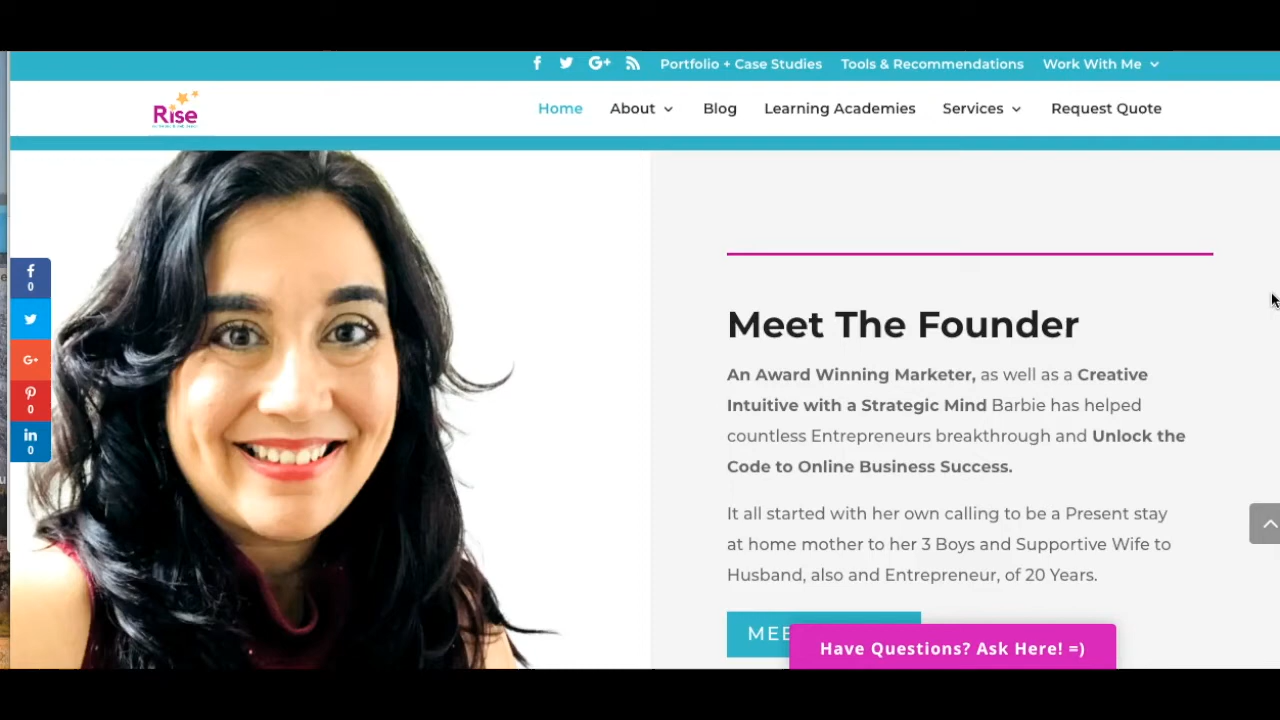 Portfolio + Case Studies Tools & Recommendations Work With Me
Rise
Home About Blog Learning Academies Services Request Quote
0
0
0
Meet The Founder
An Award Winning Marketer, as well as a Creative
Intuitive with a Strategic Mind Barbie has helped
countless Entrepreneurs breakthrough and Unlock the
Code to Online Business Success.
It all started with her own calling to be a Present stay
at home mother to her 3 Boys and Supportive Wife to
Husband, also and Entrepreneur, of 20 Years.
MEE
Have Questions? Ask Here! =)